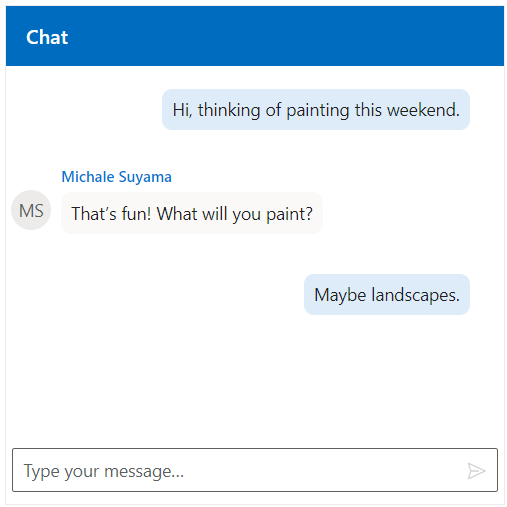 Chat
Hi, thinking of painting this weekend.
Michale Suyama
MS
That’s fun! What will you paint?
Maybe landscapes.
Type your message…